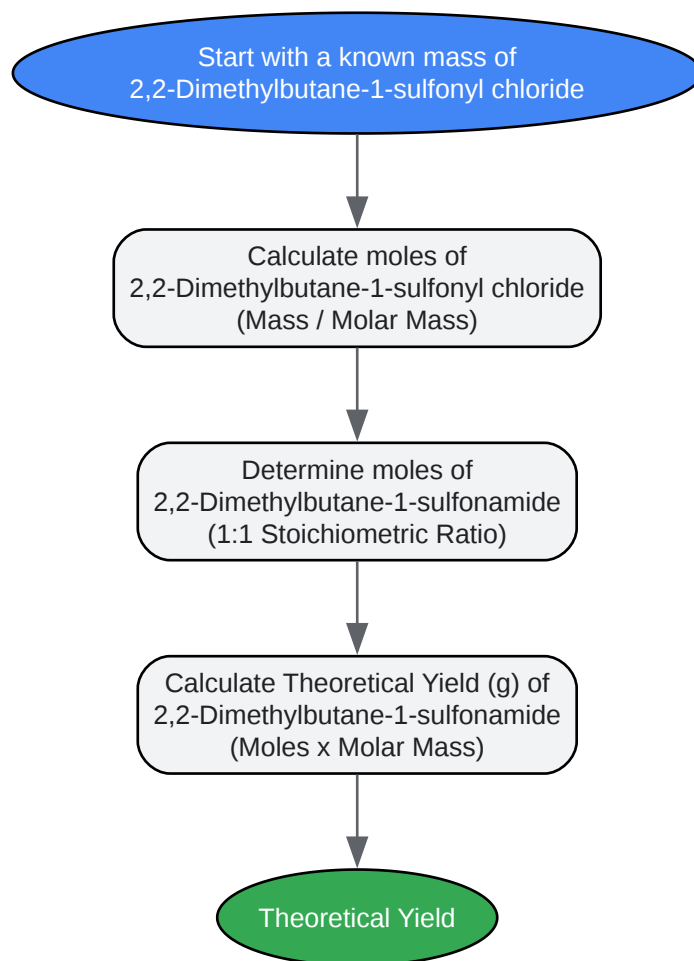 Start with a known mass of
2,2-Dimethylbutane-1-sulfonyl chloride
Calculate moles of
2,2-Dimethylbutane-1-sulfonyl chloride
(Mass / Molar Mass)
Determine moles of
2,2-Dimethylbutane-1-sulfonamide
(1:1 Stoichiometric Ratio)
Calculate Theoretical Yield (g) of
2,2-Dimethylbutane-1-sulfonamide
(Moles x Molar Mass)
Theoretical Yield